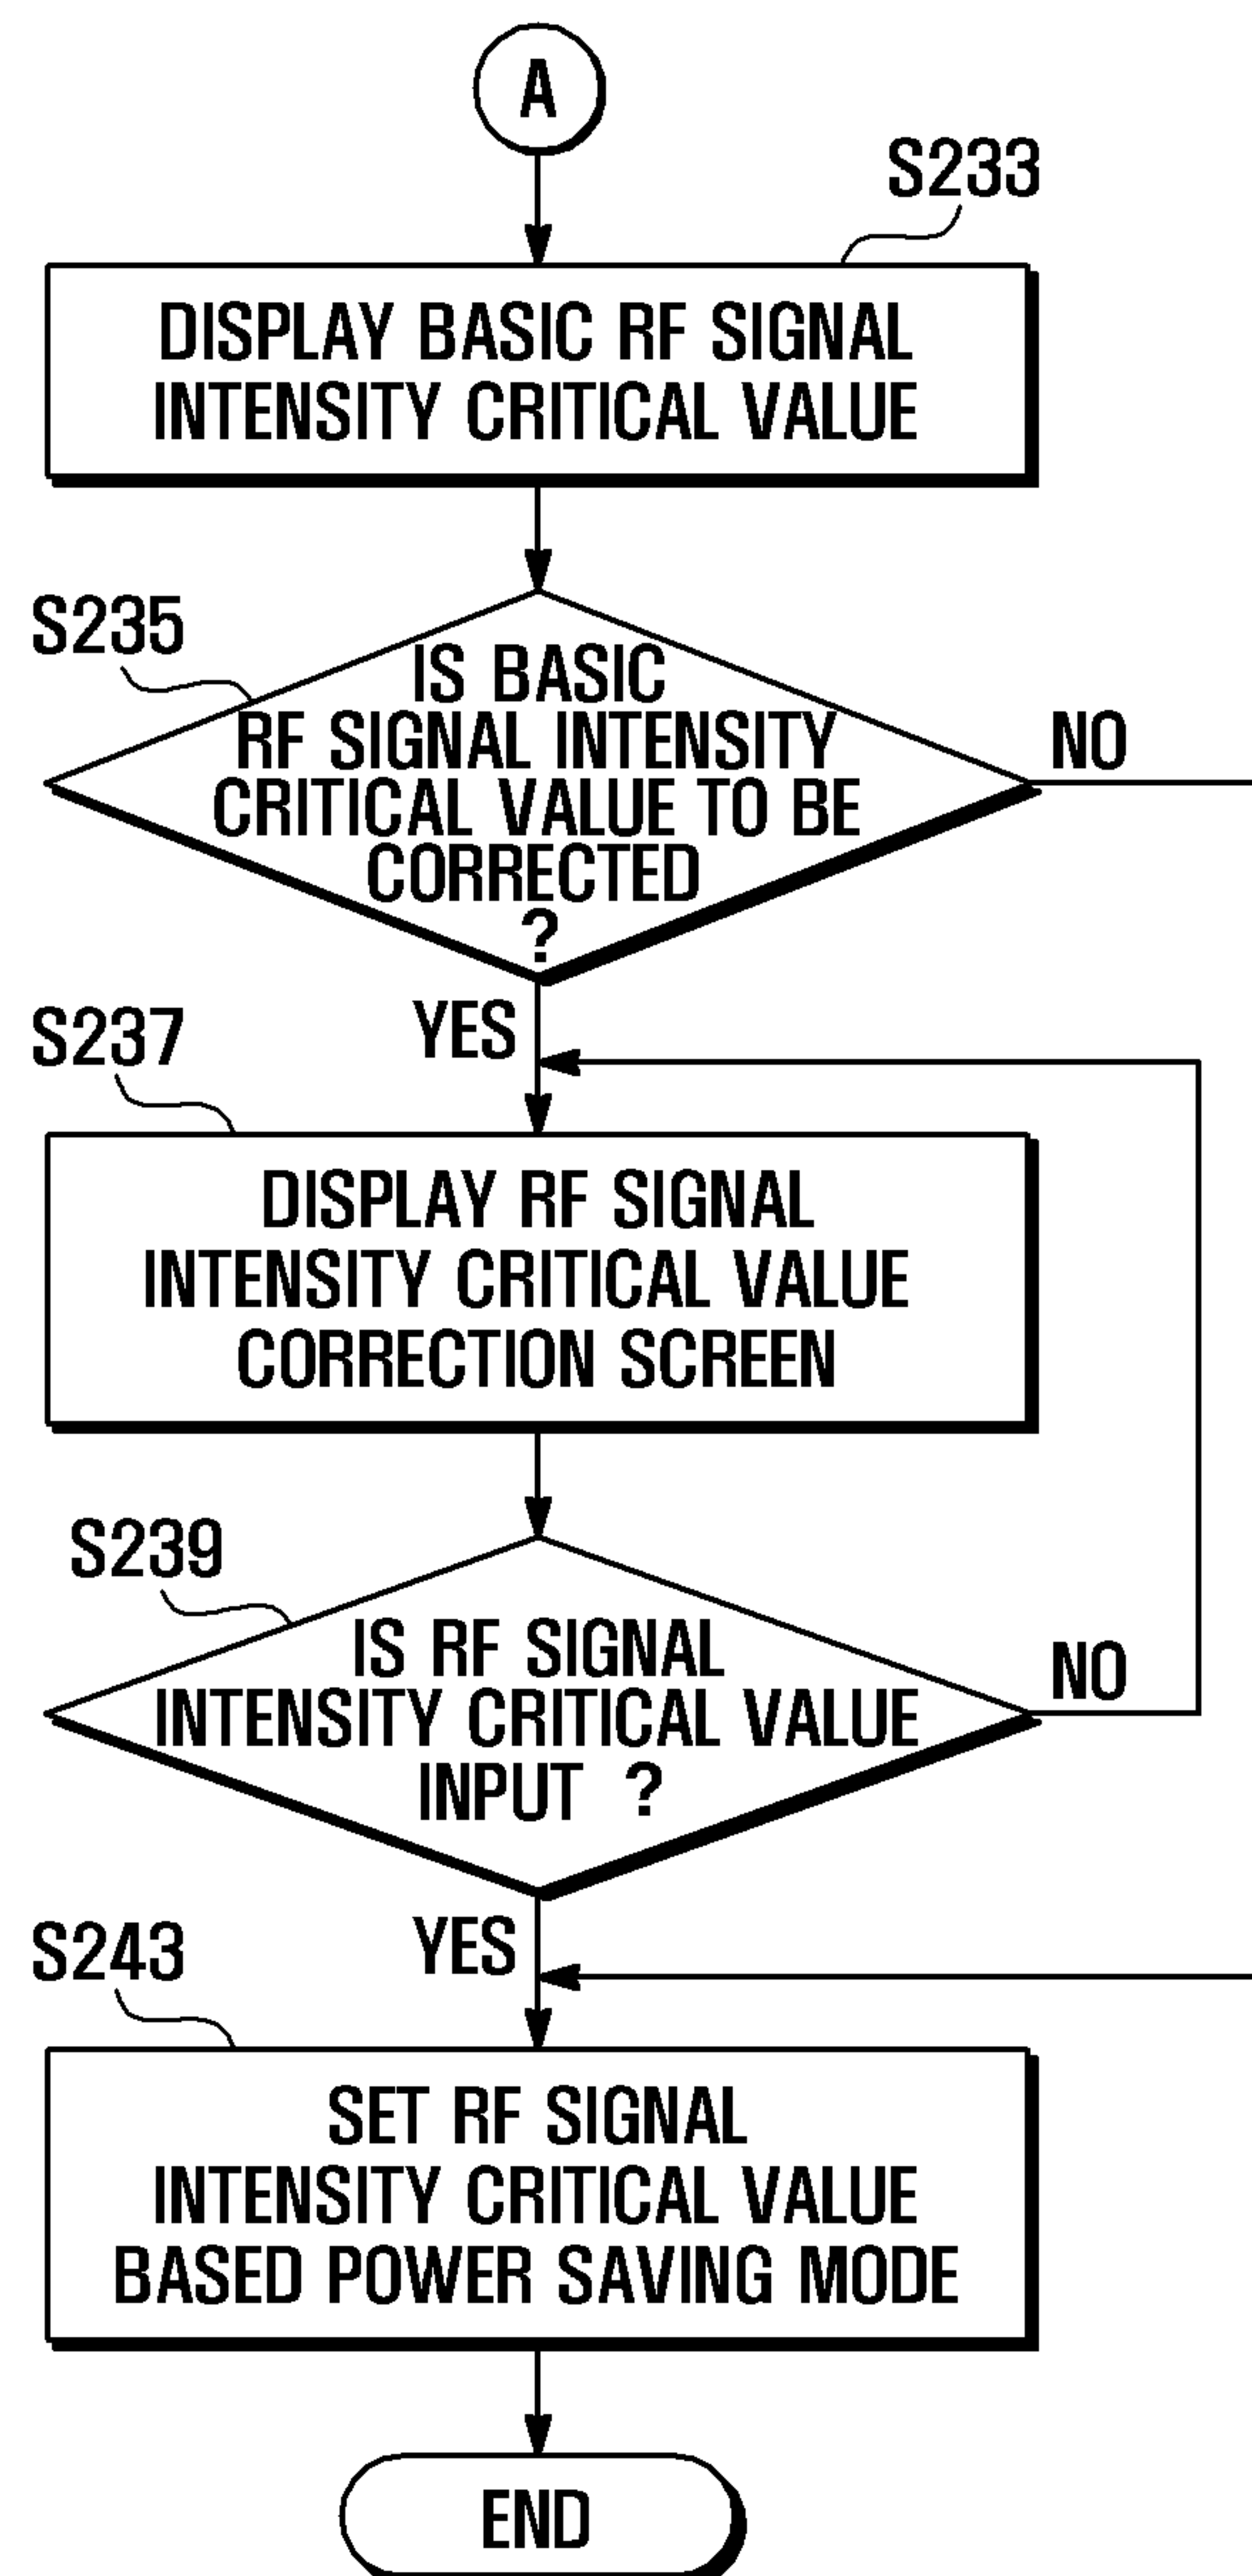 A
S233
DISPLAY BASIC RF SIGNAL
INTENSITY CRITICAL VALUE
S235
IS BASIC
RF SIGNAL INTENSITY
CRITICAL VALUE TO BE
CORRECTED
?
NO
YES
S237
DISPLAY RF SIGNAL
INTENSITY CRITICAL VALUE
CORRECTION SCREEN
S239
IS RF SIGNAL
INTENSITY CRITICAL VALUE
INPUT ?
NO
YES
S243
SET RF SIGNAL
INTENSITY CRITICAL VALUE
BASED POWER SAVING MODE
END